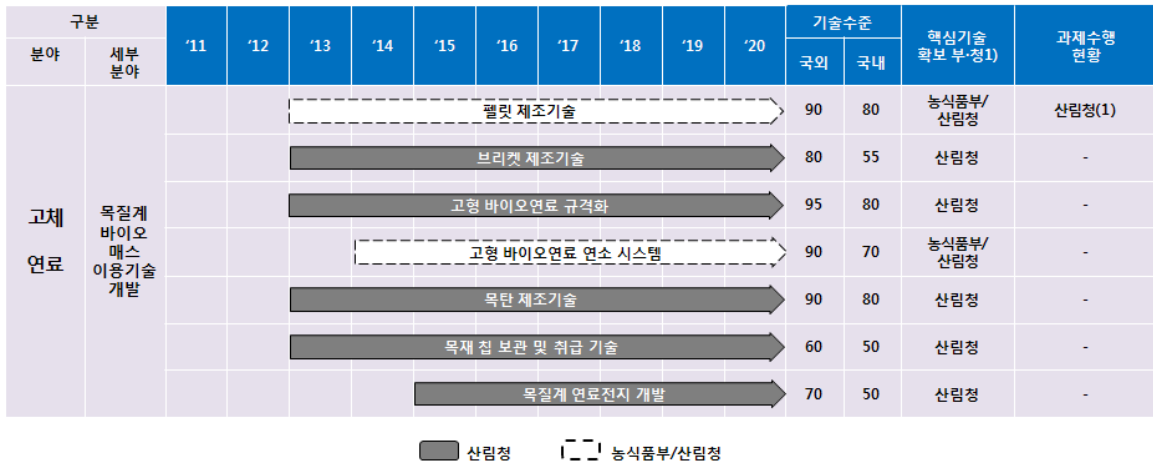 구분
분야
세부
분야
‘11
‘12
‘13
‘14
‘15
‘16
‘17
‘18
‘19
‘20
기술수준
국외
국내
핵심기술
확보 부·청1)
과제수행
현황
고체
연료
목질계
바이오
매스
이용기술
개발
펠릿 제조기술
90
80
농식품부/
산림청
산림청(1)
브리켓 제조기술
80
55
산림청
-
고형 바이오연료 규격화
95
80
산림청
-
고형 바이오연료 연소 시스템
90
70
농식품부/
산림청
-
목탄 제조기술
90
80
산림청
-
목재 칩 보관 및 취급 기술
60
50
산림청
-
목질계 연료전지 개발
70
50
산림청
-
산림청
농식품부/산림청